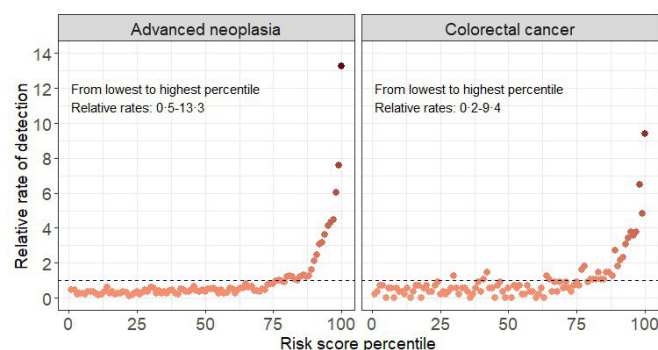 Advanced neoplasia
Colorectal cancer
Relative rate of detection
14
12
10
8
6
4
2
0
From lowest to highest percentile
Relative rates: 0·5-13·3
From lowest to highest percentile
Relative rates: 0·2-9·4
0 25 50 75 100 0 25 50 75 100
Risk score percentile